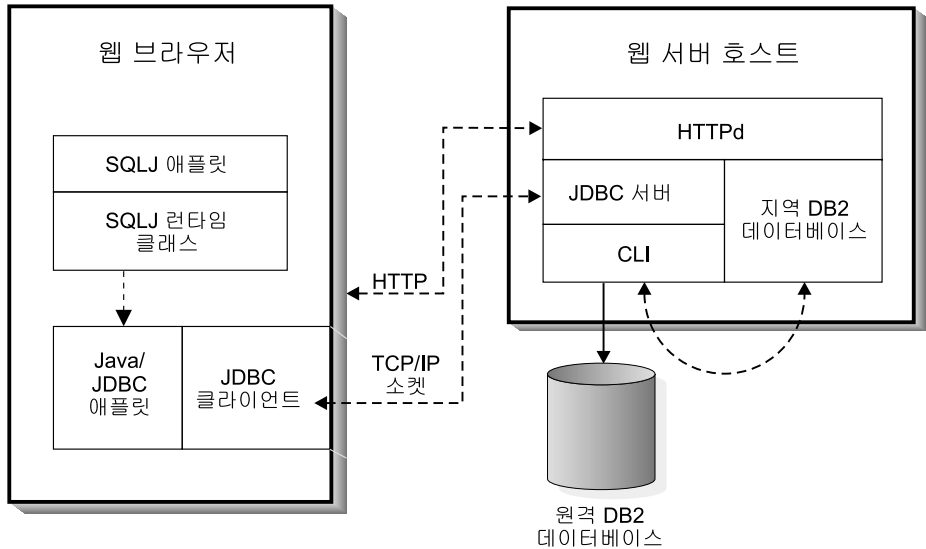 웹 브라우저
SQLJ 애플릿
SQLJ 런타임
클래스
Java/
JDBC
애플릿
JDBC
클라이언트
HTTP
TCP/IP
소켓
웹 서버 호스트
HTTPd
JDBC 서버
CLI
지역 DB2
데이터베이스
원격 DB2
데이터베이스